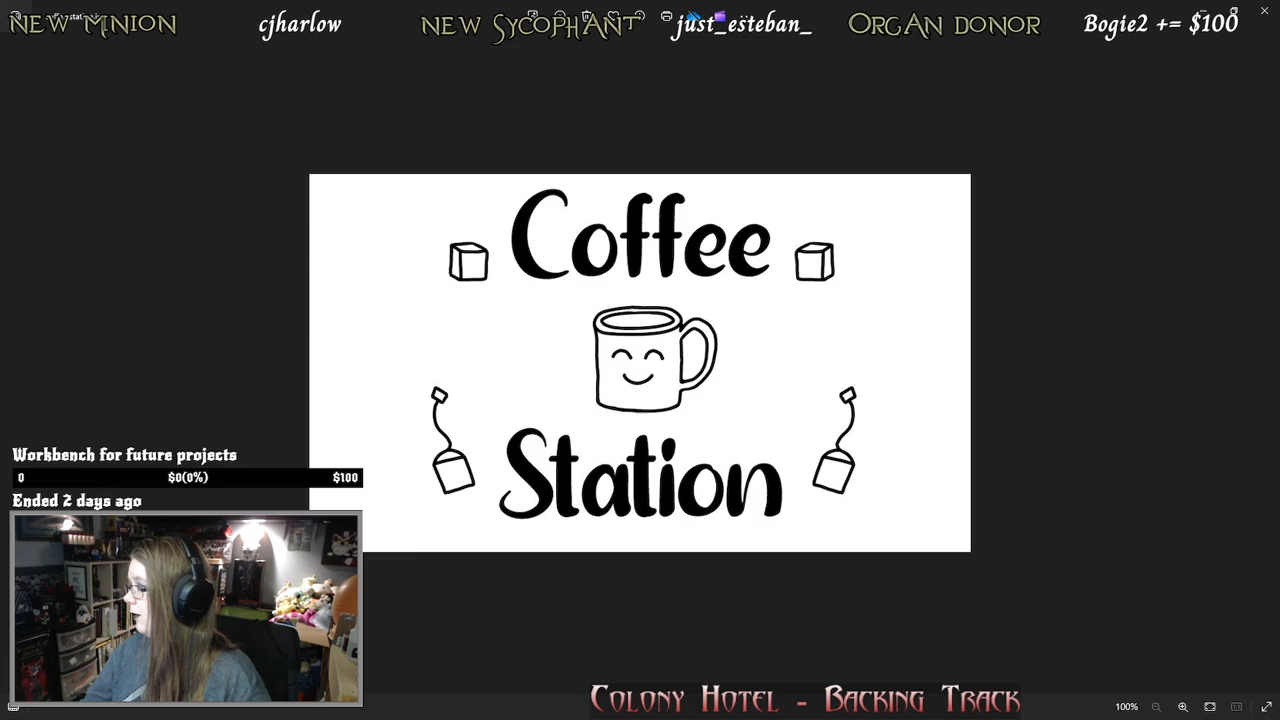 NEW MINION cjharlow NEW SYCOPHANT just_esteban_ ORGAN DONOR Bogie2 += $100
Coffee
Station
Workbench for future projects
0 $0(0%) $100
Ended 2 days ago
COLONY HOTEL - BACKING TRACK
100%